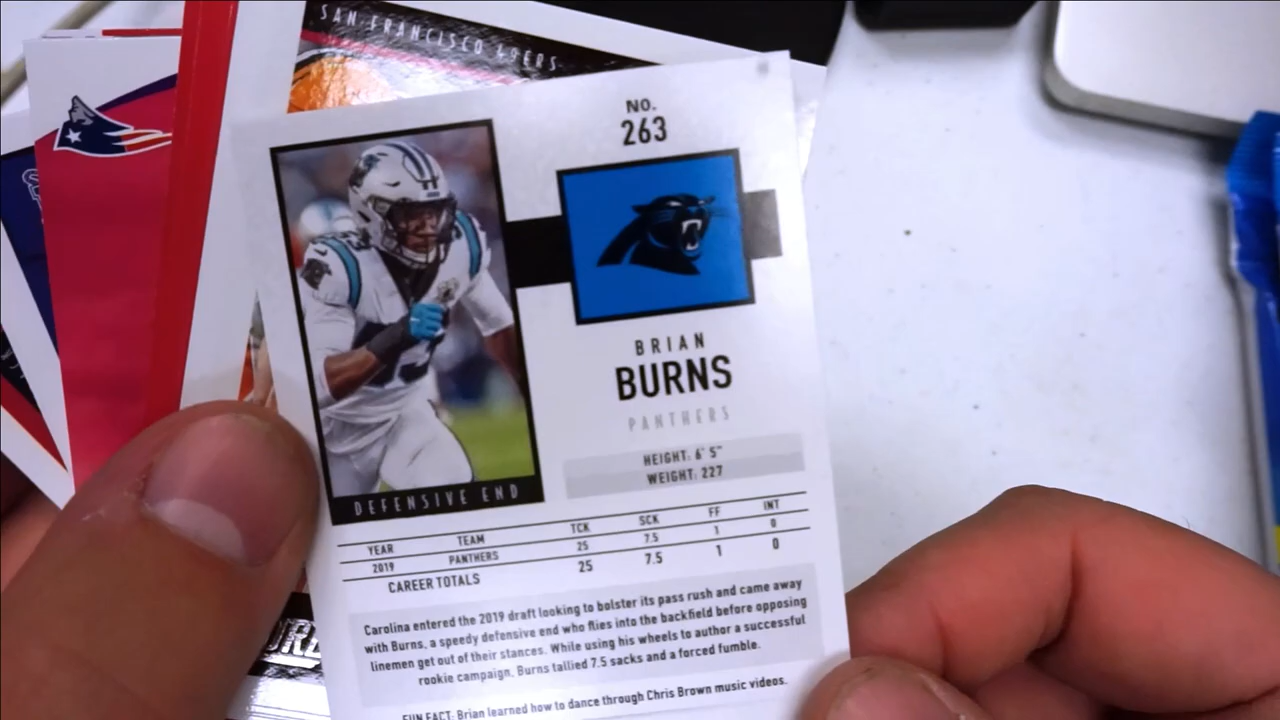 SAN FRANCISCO 49ERS
NO.
263
BRIAN
BURNS
PANTHERS
HEIGHT: 6' 5"
WEIGHT: 227
DEFENSIVE END
YEAR TEAM TCK SCK FF INT
2019 PANTHERS 25 7.5 1 0
CAREER TOTALS 25 7.5 1 0
Carolina entered the 2019 draft looking to bolster its pass rush and came away
with Burns, a speedy defensive end who flies into the backfield before opposing
linemen get out of their stances. While using his wheels to author a successful
rookie campaign, Burns tallied 7.5 sacks and a forced fumble.
FUN FACT: Brian learned how to dance through Chris Brown music videos.